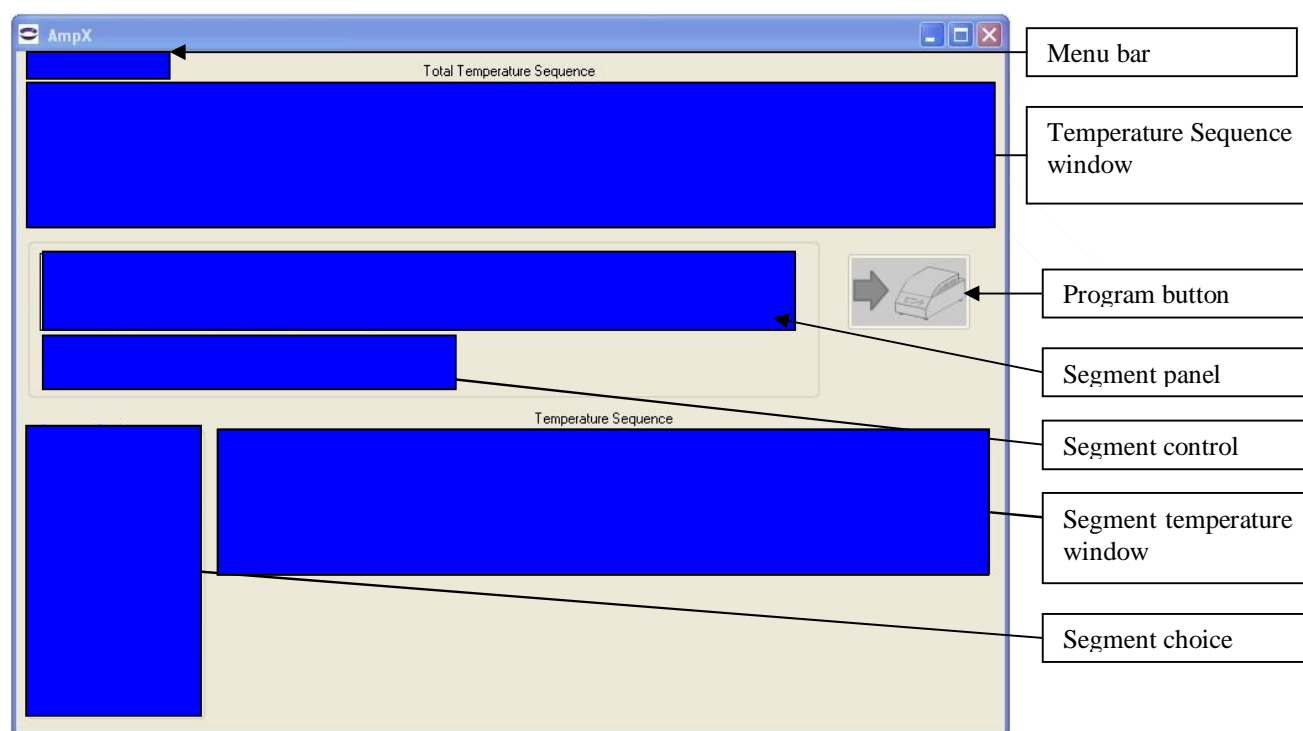 AmpX
Menu bar
Total Temperature Sequence
Temperature Sequence
window
Program button
Segment panel
Segment control
Temperature Sequence
Segment temperature
window
Segment choice